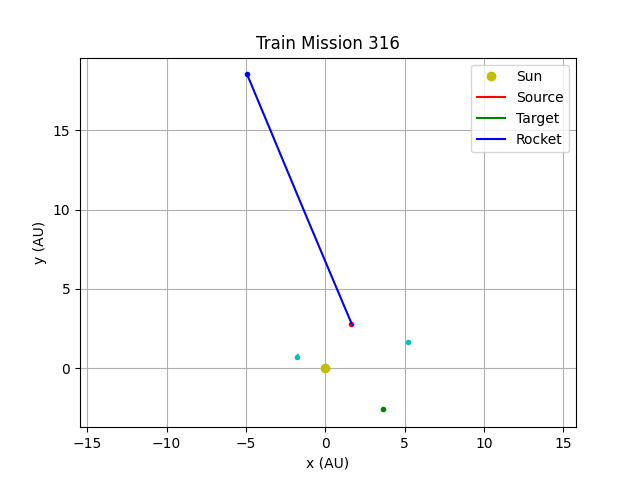 Train Mission 316
Sun
Source
Target
Rocket
15
10
5
0
y (AU)
−15
−10
−5
0
5
10
15
x (AU)